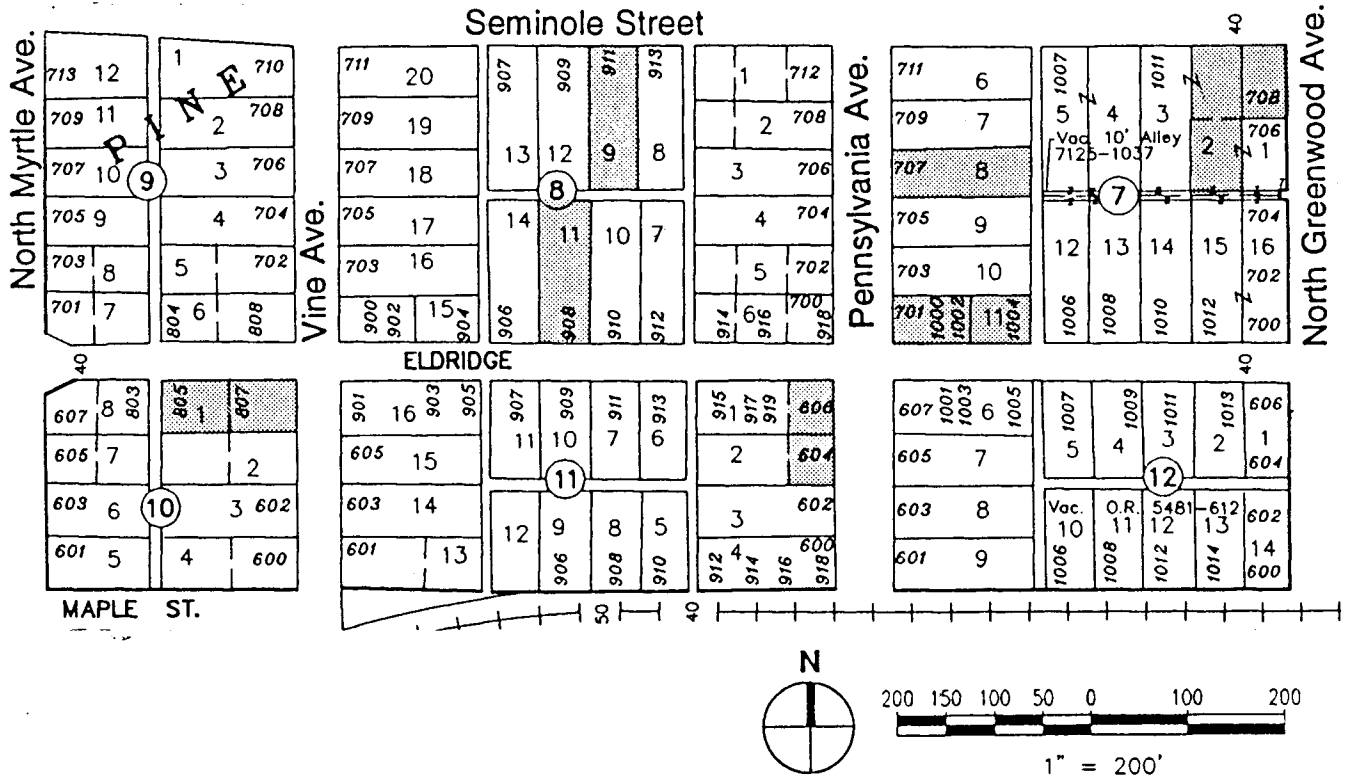 Seminole Street
North Myrtle Ave.
Vine Ave.
Pennsylvania Ave.
North Greenwood Ave.
40
PINE
713 12
709 11
707 10
705 9
703 8
701 7
9
1 710
2 708
3 706
4 704
5 702
804 6 808
711 20
709 19
707 18
705 17
703 16
900 902 15 904
907 909 911 913
13 12 9 8
8
14 11 10 7
906 908 910 912
1 712
2 708
3 706
4 704
5 702
700
914 6 916 918
711 6
709 7
707 8
705 9
703 10
701 1000 1002 11 1004
1007 1011
5 4 3
708
Vac. 10' Alley
7125-1037
706
2 1
7
704
12 13 14 15 16
702
1006 1008 1010 1012 700
ELDRIDGE
40
40
607 8 803
605 7
603 6
601 5
10
805 1 807
2
3 602
4 600
901 16 903 905
605 15
603 14
601 13
907 909 911 913
11 10 7 6
11
12 9 8 5
906 908 910
915 1 917 919 606
2 604
3 602
600
912 4 914 916 918
607 1001 1003 6 1005
605 7
603 8
601 9
1007 1009 1011 1013 606
5 4 3 2 1
604
12
Vac. O.R. 5481-612
10 11 12 13
602
14
1006 1008 1012 1014 600
MAPLE ST.
50
40
N
200 150 100 50 0 100 200
1" = 200'